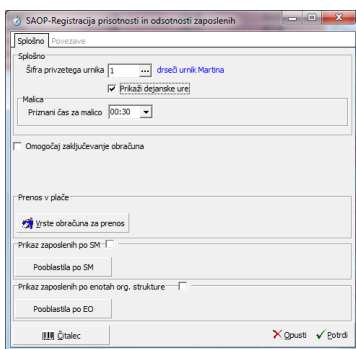 SAOP-Registracija prisotnosti in odsotnosti zaposlenih
Splošno Povezave
Splošno
Šifra privzetega urnika 1 ... drseči urnik Martina
Prikaži dejanske ure
Malica
Priznani čas za malico 00:30
Omogočaj zaključevanje obračuna
Prenos v plače
Vrste obračuna za prenos
Prikaz zaposlenih po SM
Pooblastila po SM
Prikaz zaposlenih po enotah org. strukture
Pooblastila po EO
Čitalec Opusti Potrdi